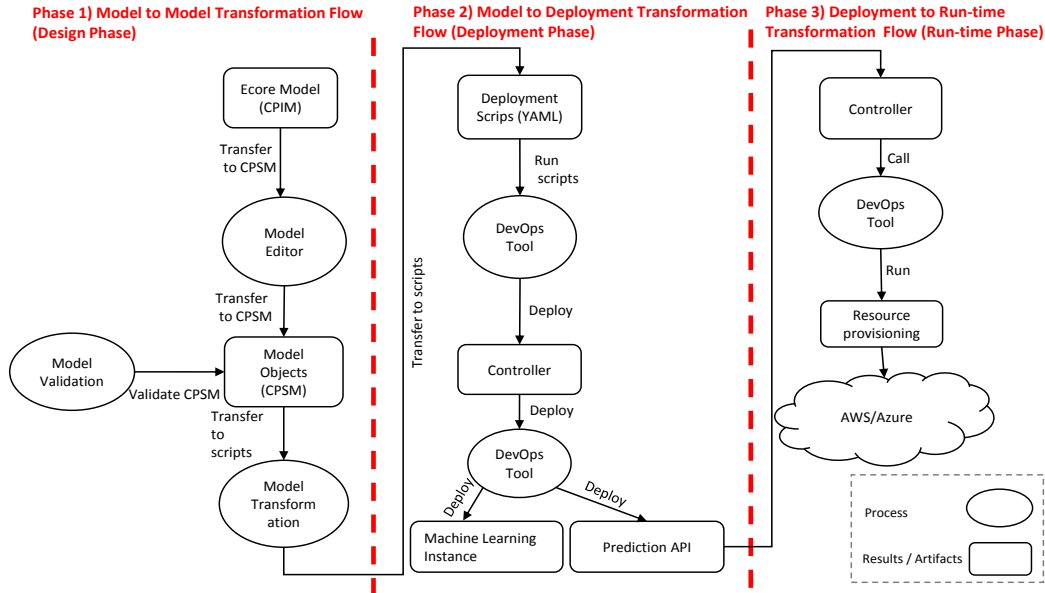 Phase 1) Model to Model Transformation Flow
(Design Phase)
Ecore Model
(CPIM)
Transfer
to CPSM
Model
Editor
Transfer
to CPSM
Model
Validation
Validate CPSM
Model
Objects
(CPSM)
Transfer
to
scripts
Model
Transform
ation
Phase 2) Model to Deployment Transformation
Flow (Deployment Phase)
Transfer to scripts
Deployment
Scrips (YAML)
Run
scripts
DevOps
Tool
Deploy
Controller
Deploy
DevOps
Tool
Deploy
Deploy
Machine Learning
Instance
Prediction API
Phase 3) Deployment to Run-time
Transformation Flow (Run-time Phase)
Controller
Call
DevOps
Tool
Run
Resource
provisioning
AWS/Azure
Process
Results / Artifacts